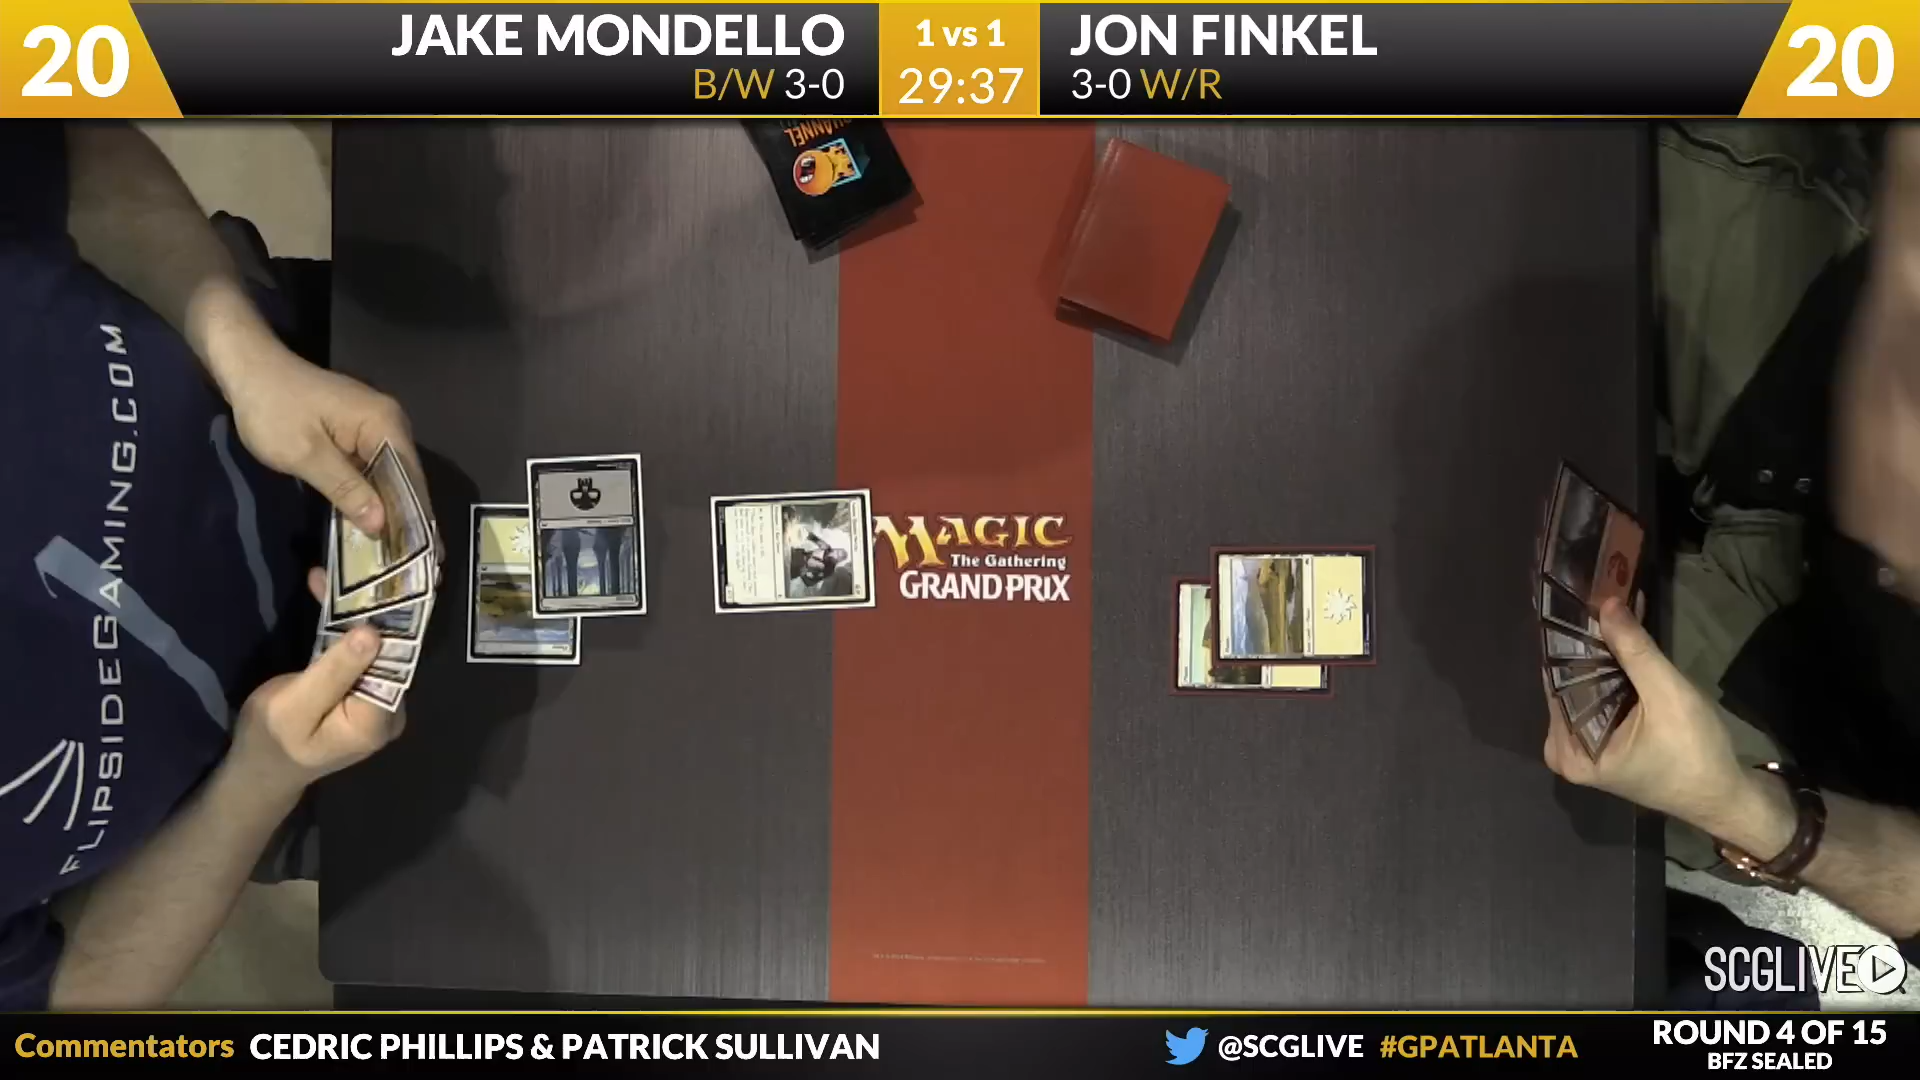 20
JAKE MONDELLO
B/W 3-0
1 vs 1
29:37
JON FINKEL
3-0 W/R
20
CHANNEL
FLIPSIDEGAMING.COM
MAGIC
The Gathering
GRAND PRIX
SCGLIVE
Commentators CEDRIC PHILLIPS & PATRICK SULLIVAN
@SCGLIVE #GPATLANTA
ROUND 4 OF 15
BFZ SEALED